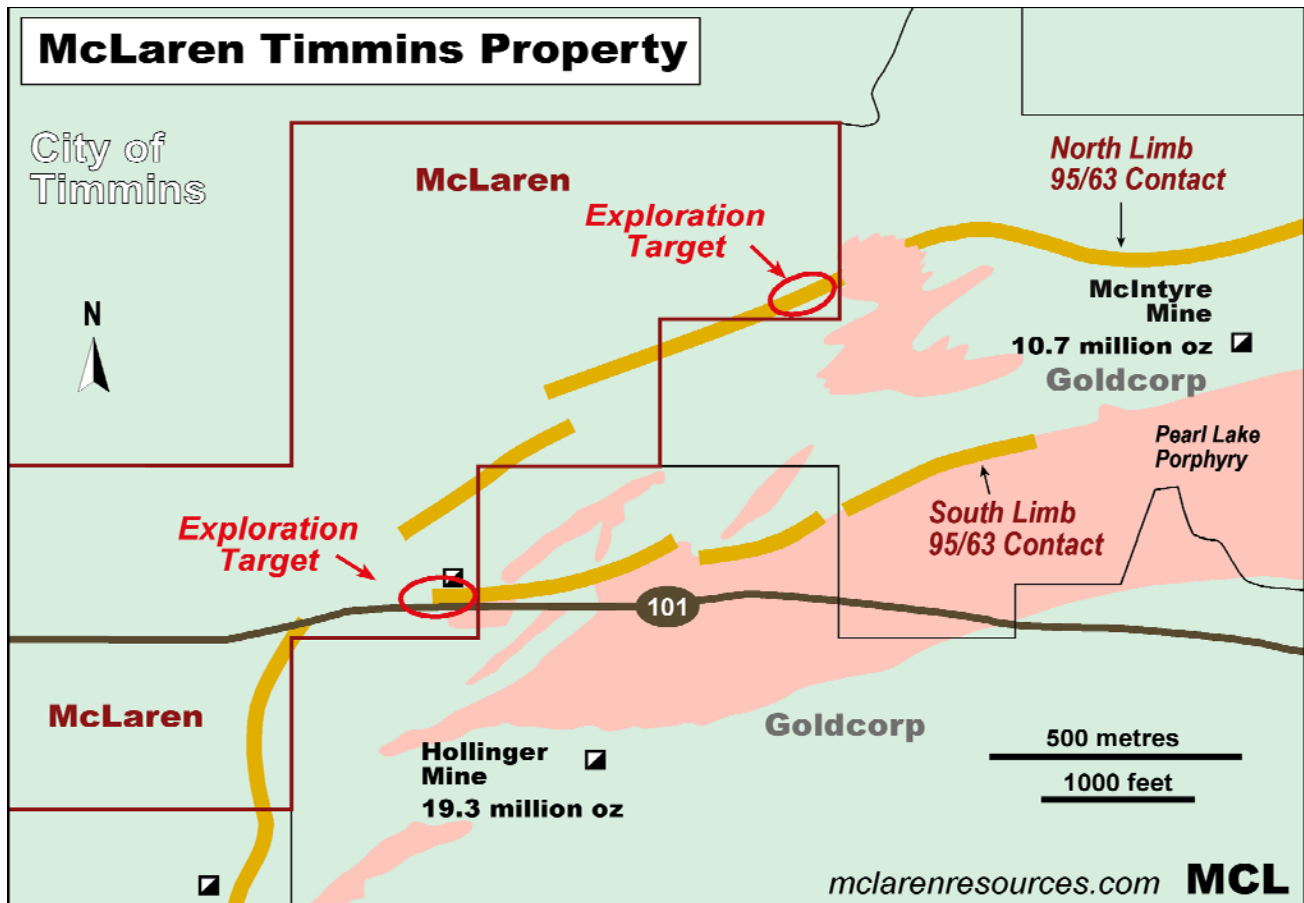 McLaren Timmins Property
City of
Timmins
McLaren
North Limb
95/63 Contact
Exploration
Target
N
McIntyre
Mine
10.7 million oz
Goldcorp
Pearl Lake
Porphyry
South Limb
95/63 Contact
Exploration
Target
101
McLaren
Goldcorp
Hollinger
Mine
19.3 million oz
500 metres
1000 feet
mclarenresources.com MCL